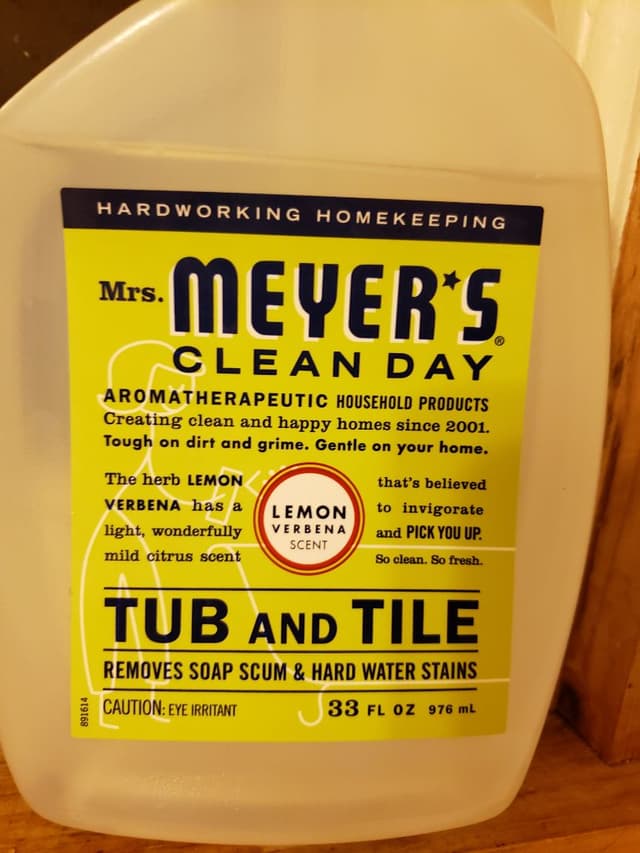 HARDWORKING HOMEKEEPING
Mrs. MEYER'S®
CLEAN DAY
AROMATHERAPEUTIC HOUSEHOLD PRODUCTS
Creating clean and happy homes since 2001.
Tough on dirt and grime. Gentle on your home.
The herb LEMON
VERBENA has a
light, wonderfully
mild citrus scent
LEMON
VERBENA
SCENT
that's believed
to invigorate
and PICK YOU UP.
So clean. So fresh.
TUB AND TILE
REMOVES SOAP SCUM & HARD WATER STAINS
CAUTION: EYE IRRITANT
33 FL OZ 976 mL
891614